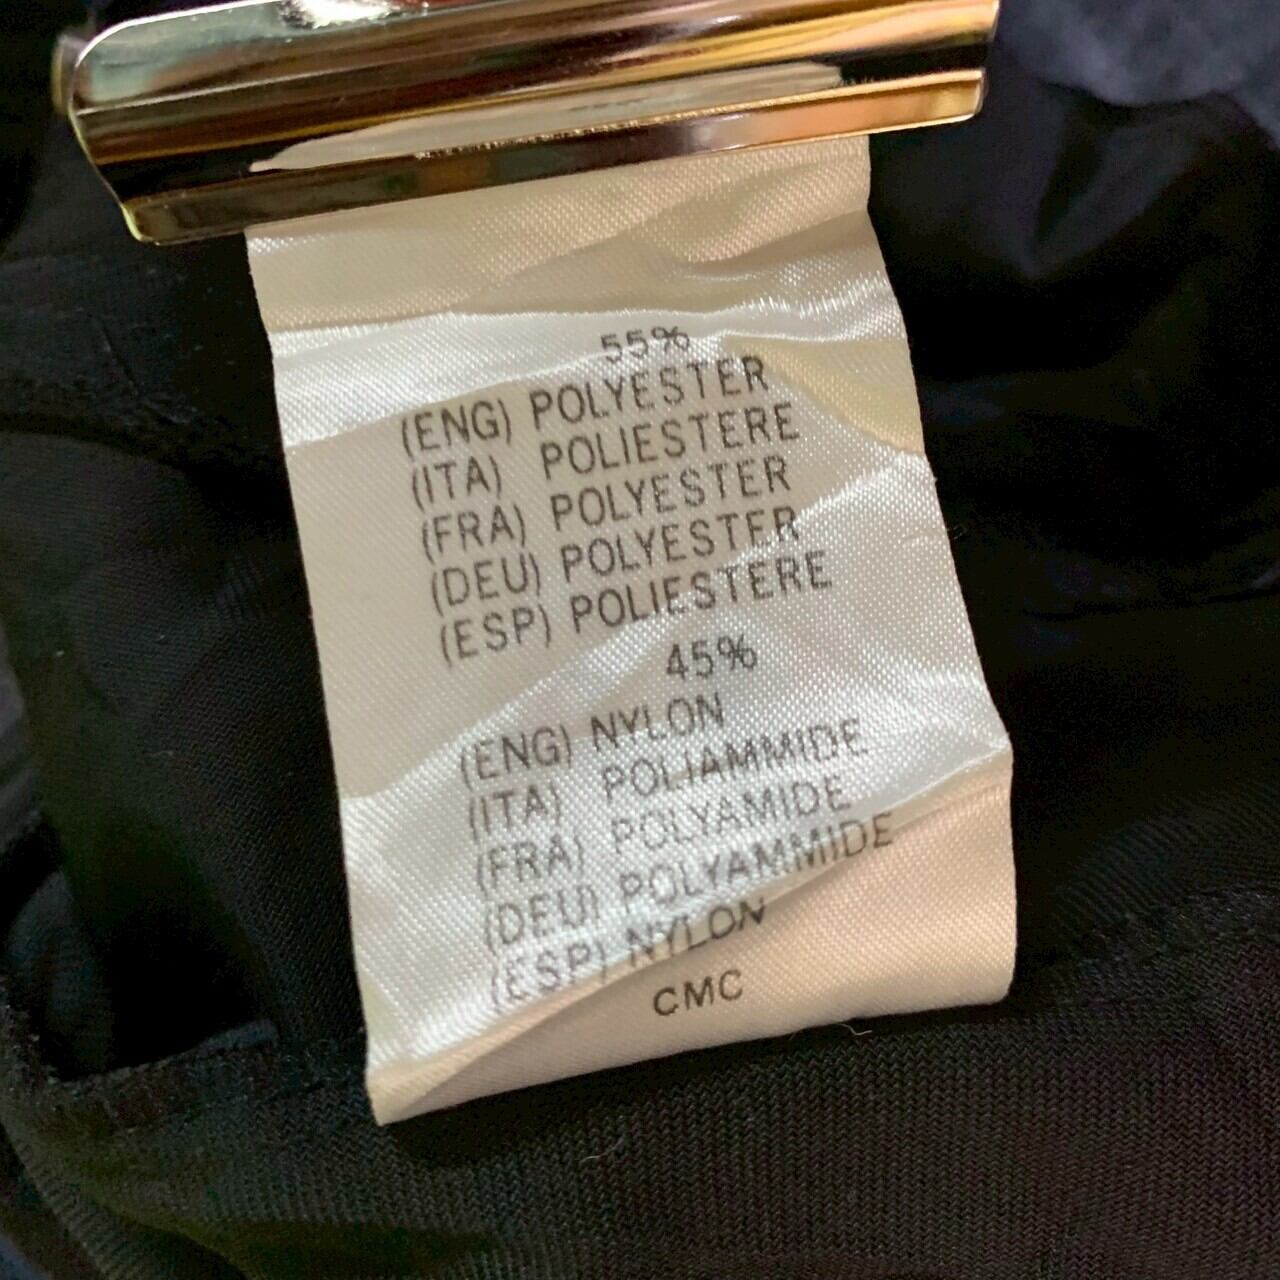 55%
(ENG) POLYESTER
(ITA) POLIESTERE
(FRA) POLYESTER
(DEU) POLYESTER
(ESP) POLIESTERE
45%
(ENG) NYLON
(ITA) POLIAMMIDE
(FRA) POLYAMIDE
(DEU) POLYAMMIDE
(ESP) NYLON
CMC